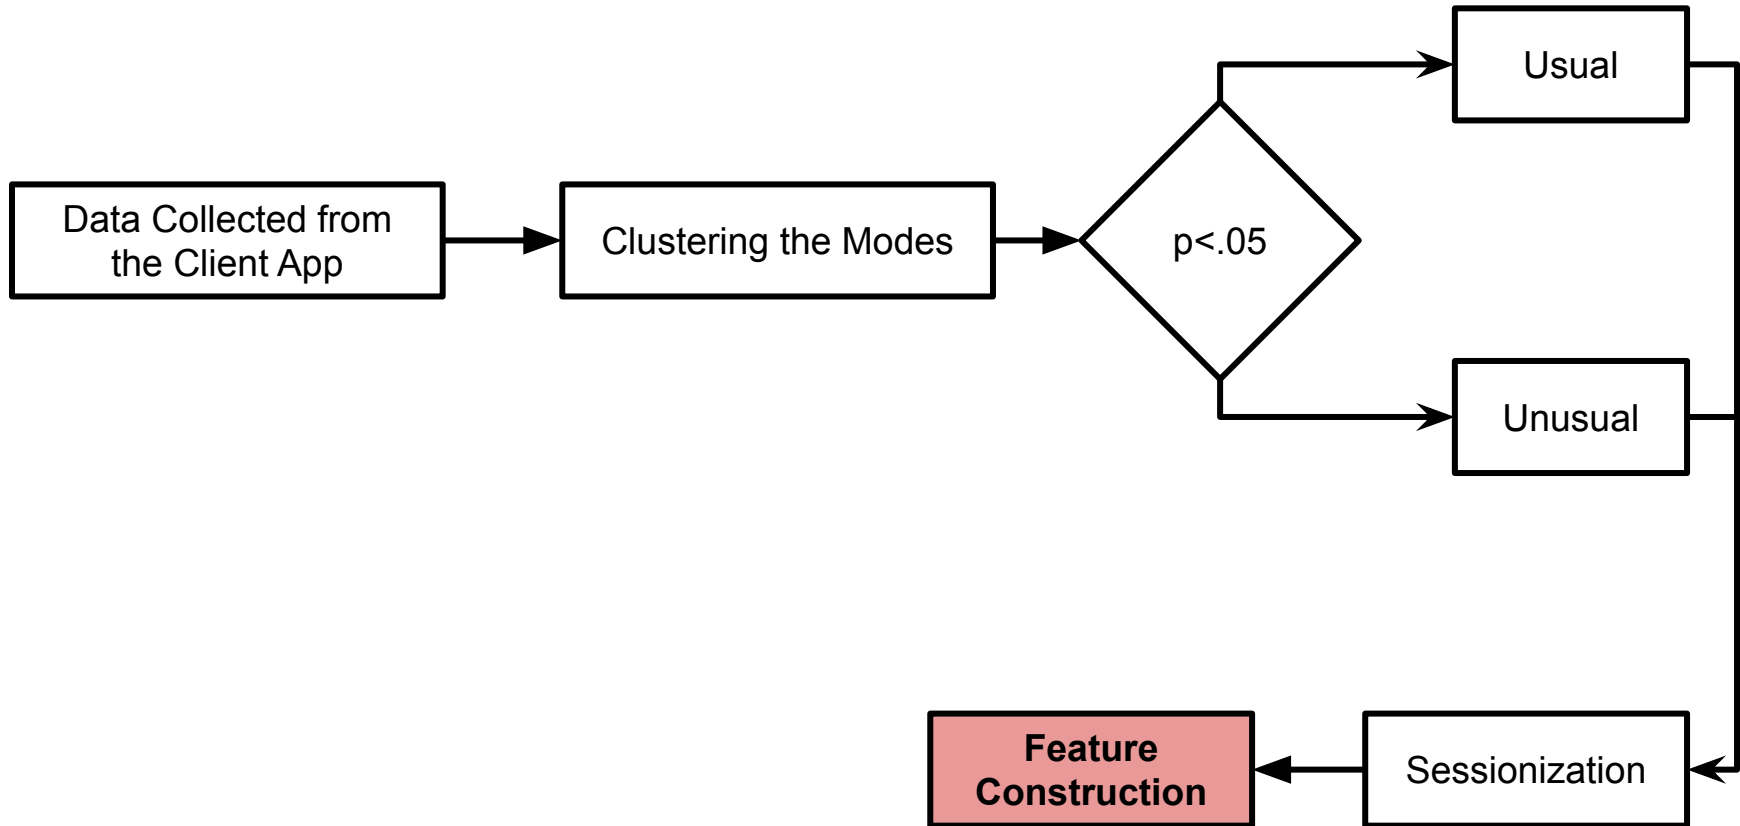 Data Collected from
the Client App
Clustering the Modes
p<.05
Usual
Unusual
Sessionization
Feature
Construction